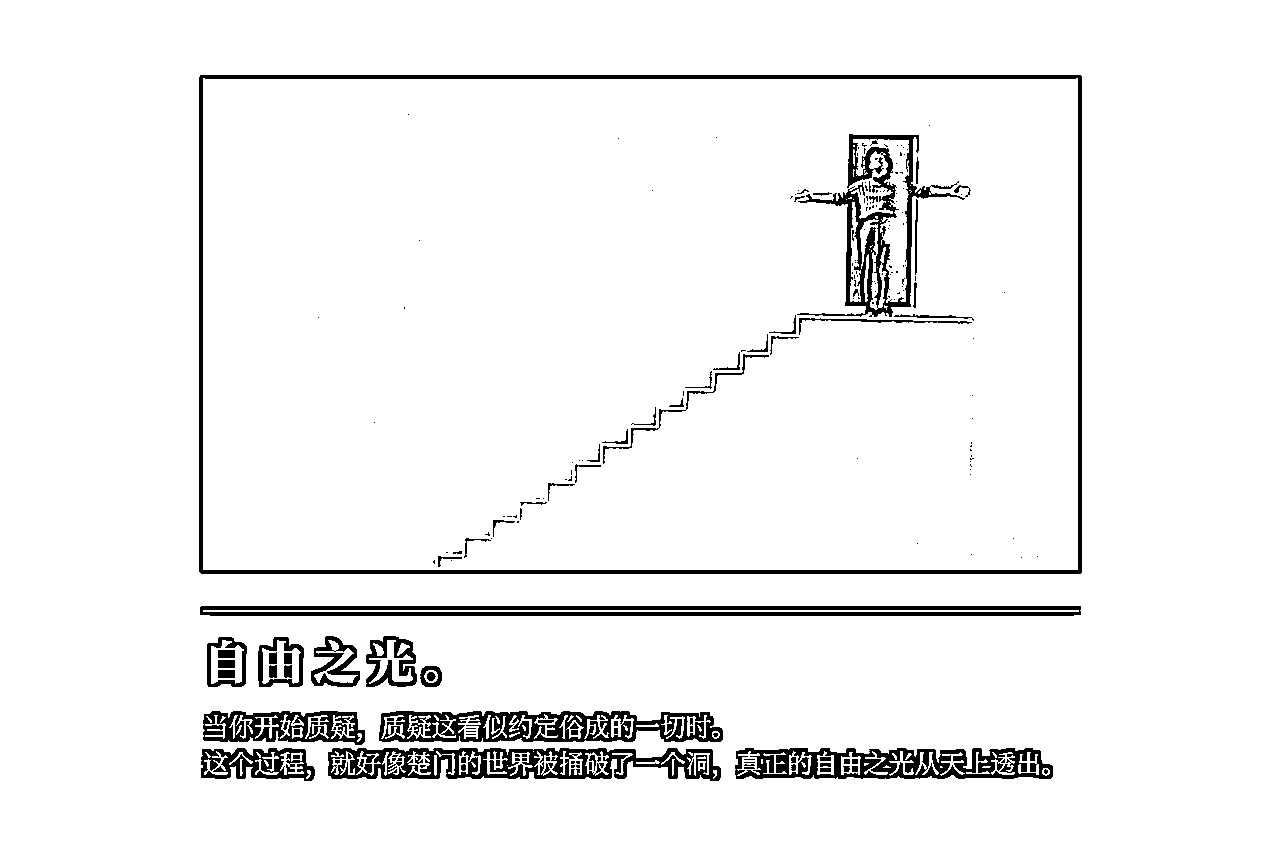 自由之光。
当你开始质疑，质疑这看似约定俗成的一切时。
这个过程，就好像楚门的世界被捅破了一个洞，真正的自由之光从天上透出。